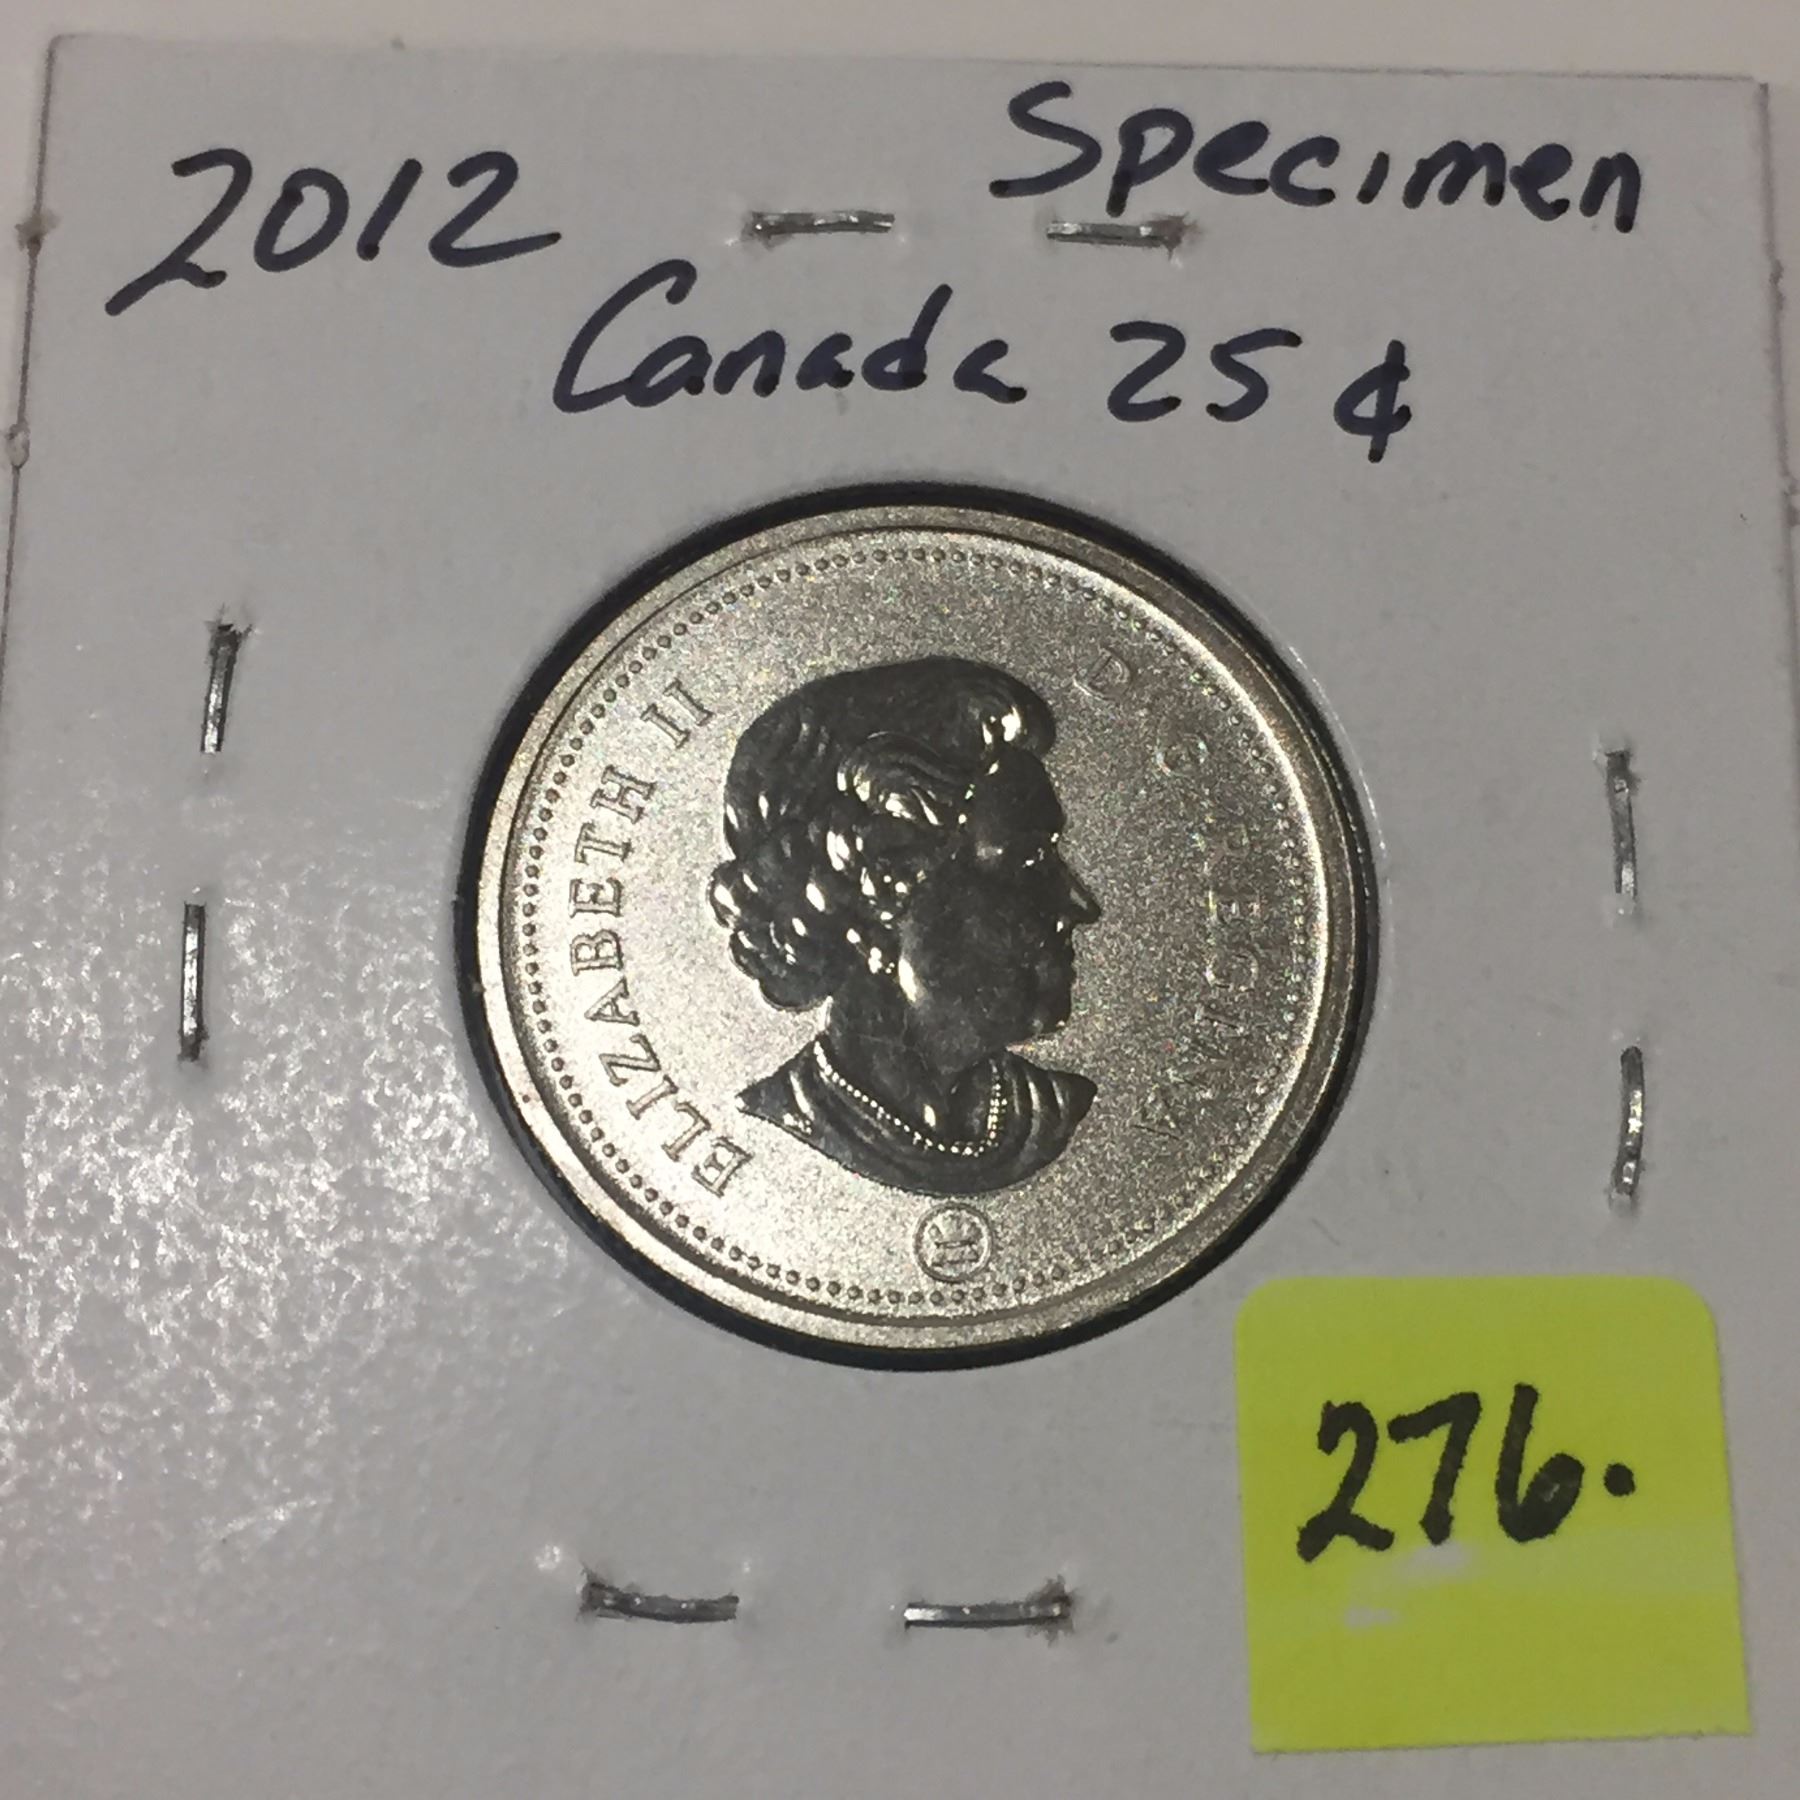 2012 Specimen
Canada 25 ¢
ELIZABETH II D G REGINA
276.